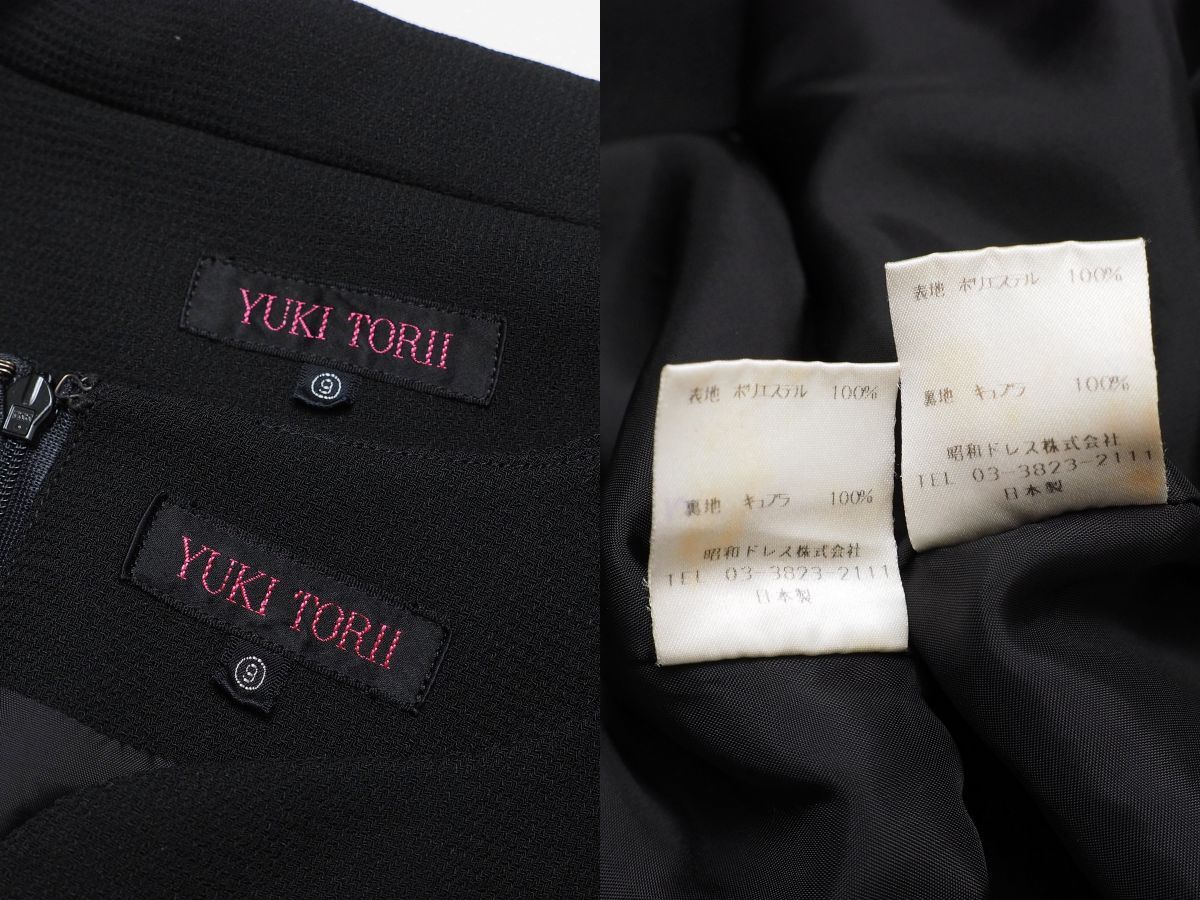 YUKI TORII
9
YUKI TORII
9
表地 ポリエステル 100%
裏地 キュプラ 100%
昭和ドレス株式会社
TEL 03-3823-2111
日本製
表地 ポリエステル 100%
裏地 キュプラ 100%
昭和ドレス株式会社
TEL 03-3823-2111
日本製